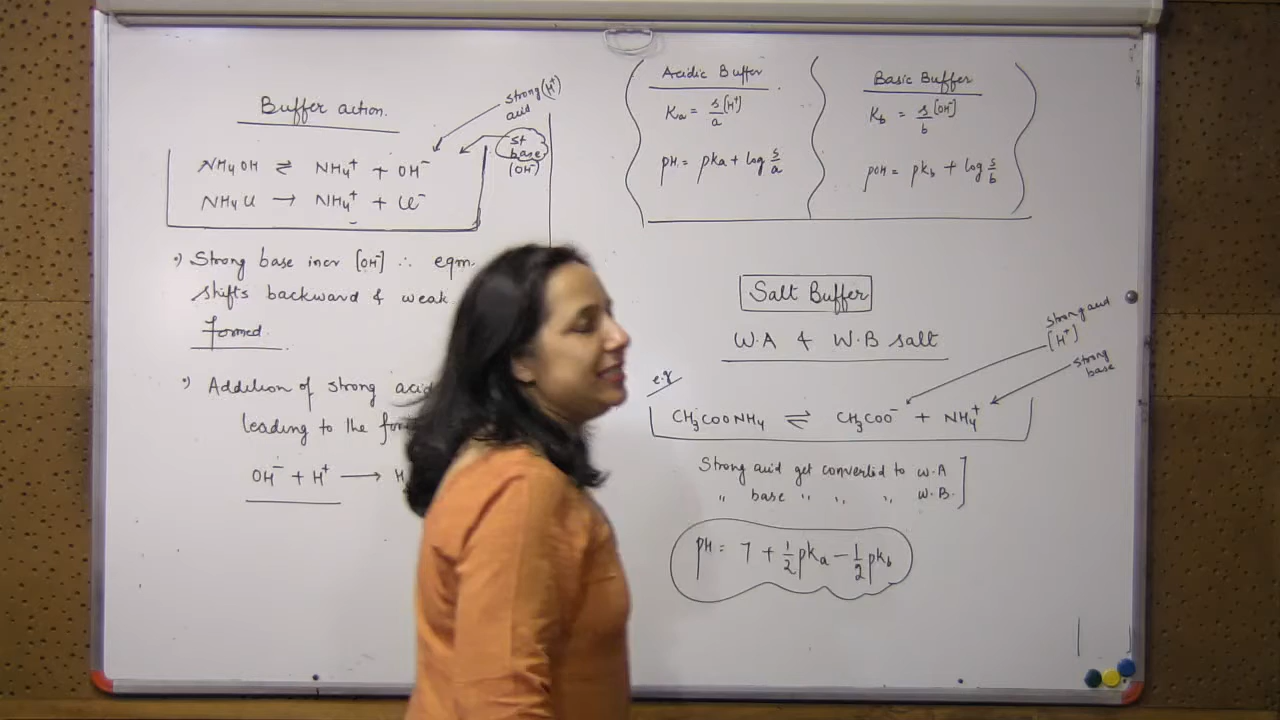 Buffer action.
strong (H⁺)
acid
st
base
(OH⁻)
NH₄OH ⇌ NH₄⁺ + OH⁻
NH₄Cl → NH₄⁺ + Cl⁻
•) Strong base incr [OH⁻] ∴ eqm.
shifts backward & weak
formed.
•) Addition of strong acid
leading to the
OH⁻ + H⁺ ⟶ H
Acidic Buffer
Ka = s/a [H⁺]
pH = pka + log s/a
Basic Buffer
Kb = s/b [OH⁻]
pOH = pkb + log s/b
Salt Buffer
W.A & W.B salt
strong acid
[H⁺]
strong
base
e.g
CH₃COONH₄ ⇌ CH₃COO⁻ + NH₄⁺
Strong acid get converted to W.A
" base " " " W.B.
pH = 7 + 1/2 pka − 1/2 pkb